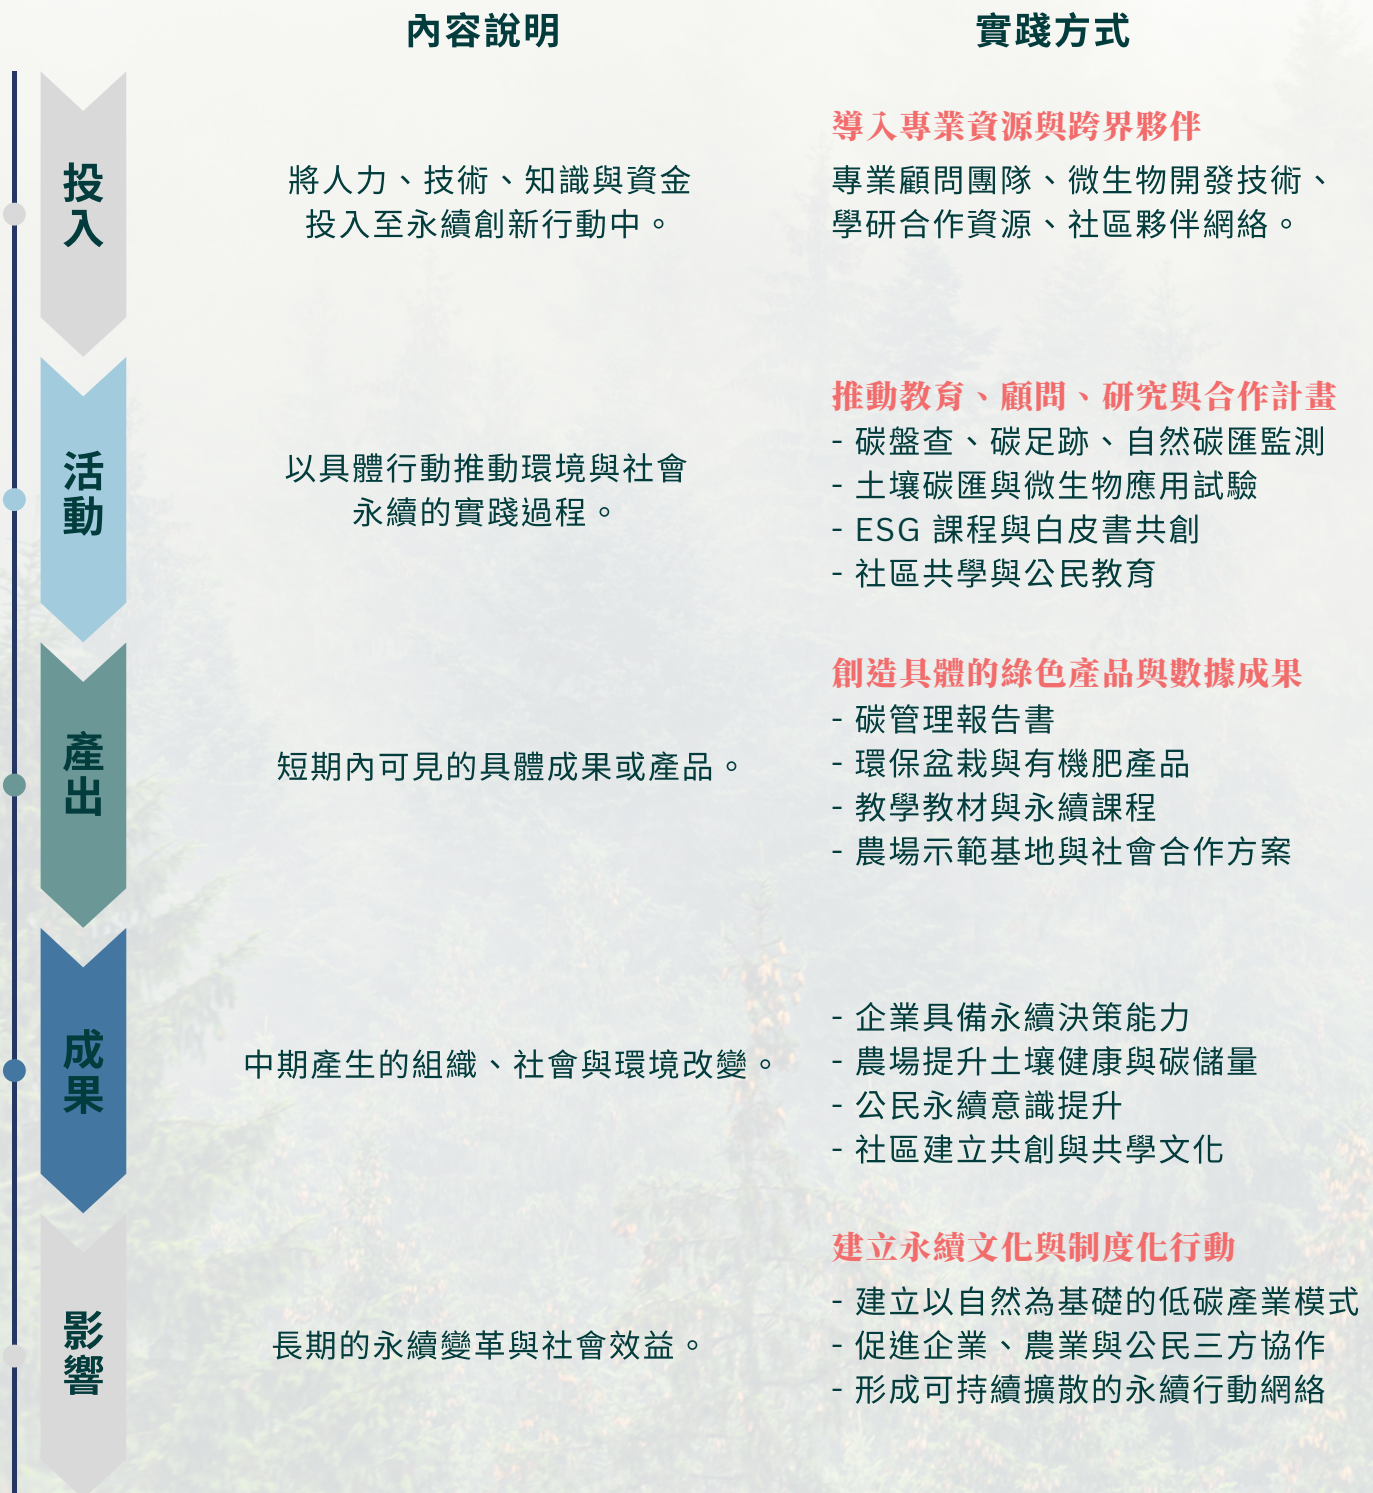 內容說明
實踐方式
投入
將人力、技術、知識與資金
投入至永續創新行動中。
導入專業資源與跨界夥伴
專業顧問團隊、微生物開發技術、
學研合作資源、社區夥伴網絡。
活動
以具體行動推動環境與社會
永續的實踐過程。
推動教育、顧問、研究與合作計畫
- 碳盤查、碳足跡、自然碳匯監測
- 土壤碳匯與微生物應用試驗
- ESG 課程與白皮書共創
- 社區共學與公民教育
產出
短期內可見的具體成果或產品。
創造具體的綠色產品與數據成果
- 碳管理報告書
- 環保盆栽與有機肥產品
- 教學教材與永續課程
- 農場示範基地與社會合作方案
成果
中期產生的組織、社會與環境改變。
- 企業具備永續決策能力
- 農場提升土壤健康與碳儲量
- 公民永續意識提升
- 社區建立共創與共學文化
影響
長期的永續變革與社會效益。
建立永續文化與制度化行動
- 建立以自然為基礎的低碳產業模式
- 促進企業、農業與公民三方協作
- 形成可持續擴散的永續行動網絡